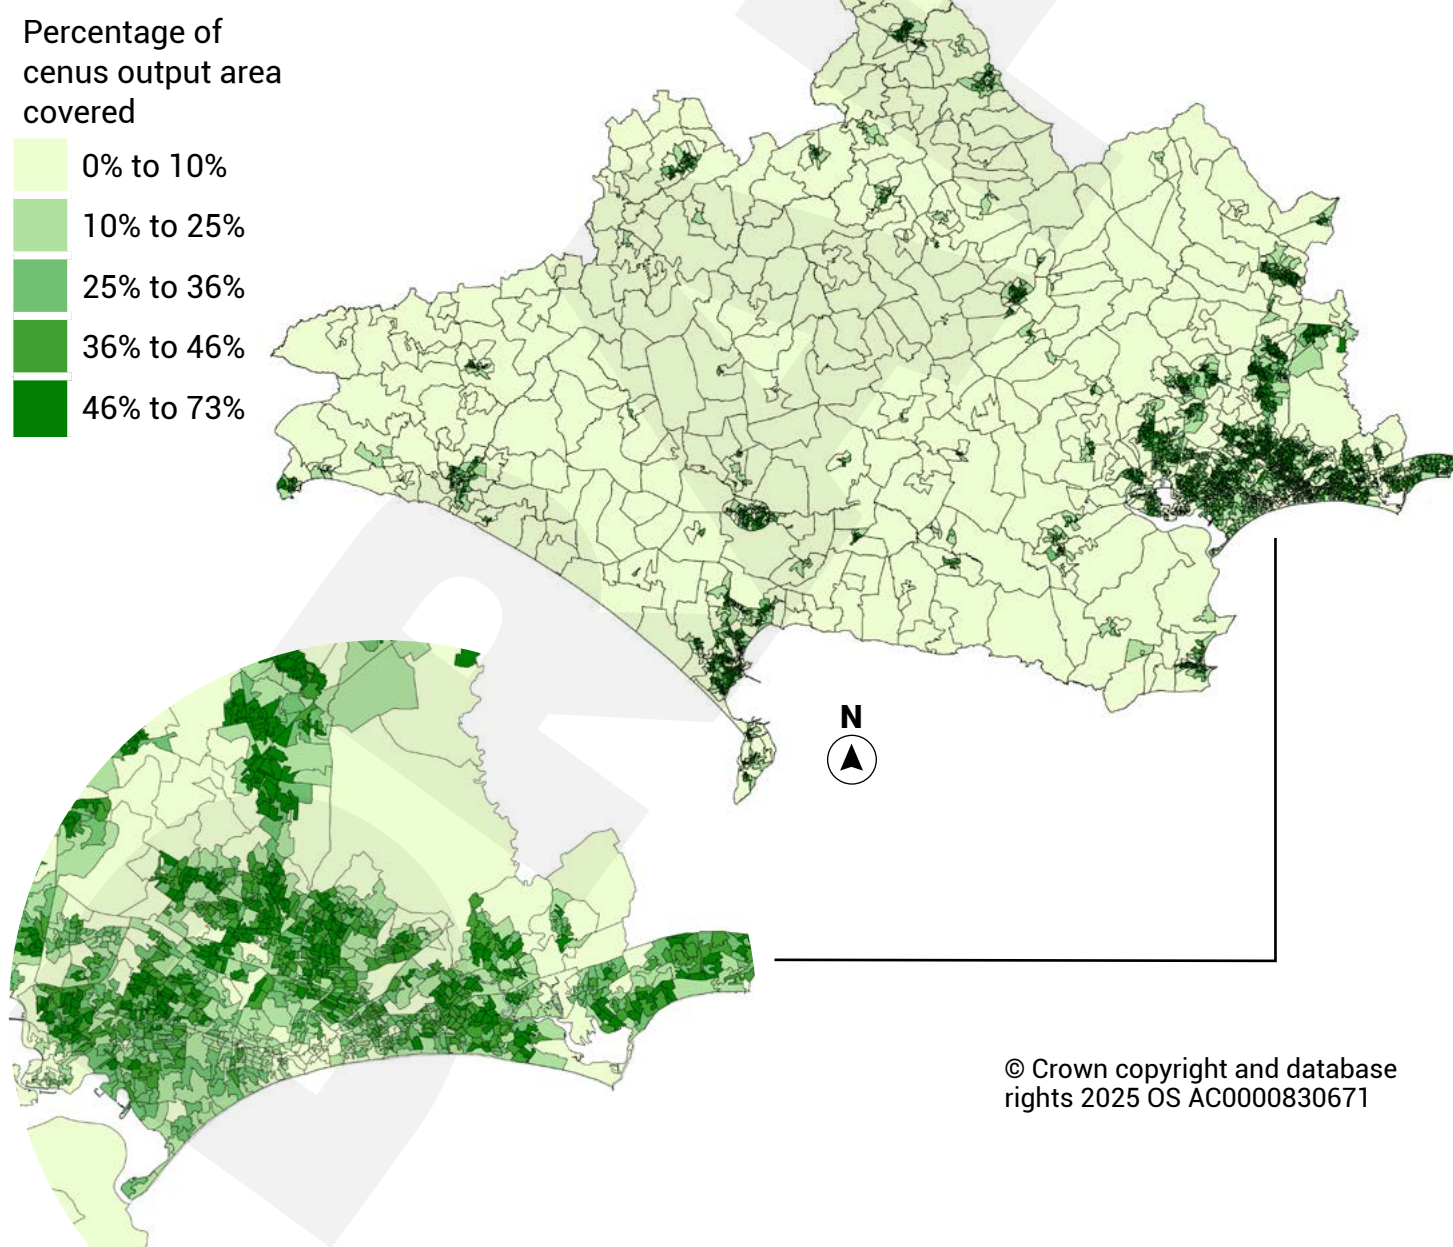 Percentage of
cenus output area
covered
0% to 10%
10% to 25%
25% to 36%
36% to 46%
46% to 73%
N
© Crown copyright and database
rights 2025 OS AC0000830671
DRAFT